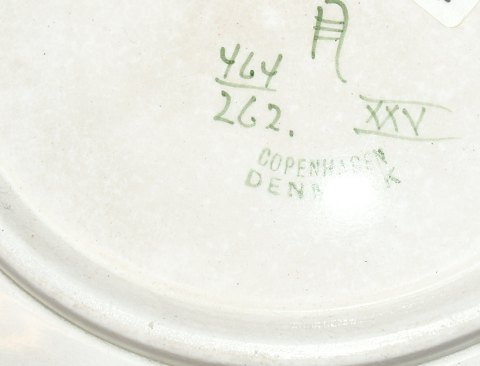 464
262.
XXV
COPENHAGEN
DENMARK